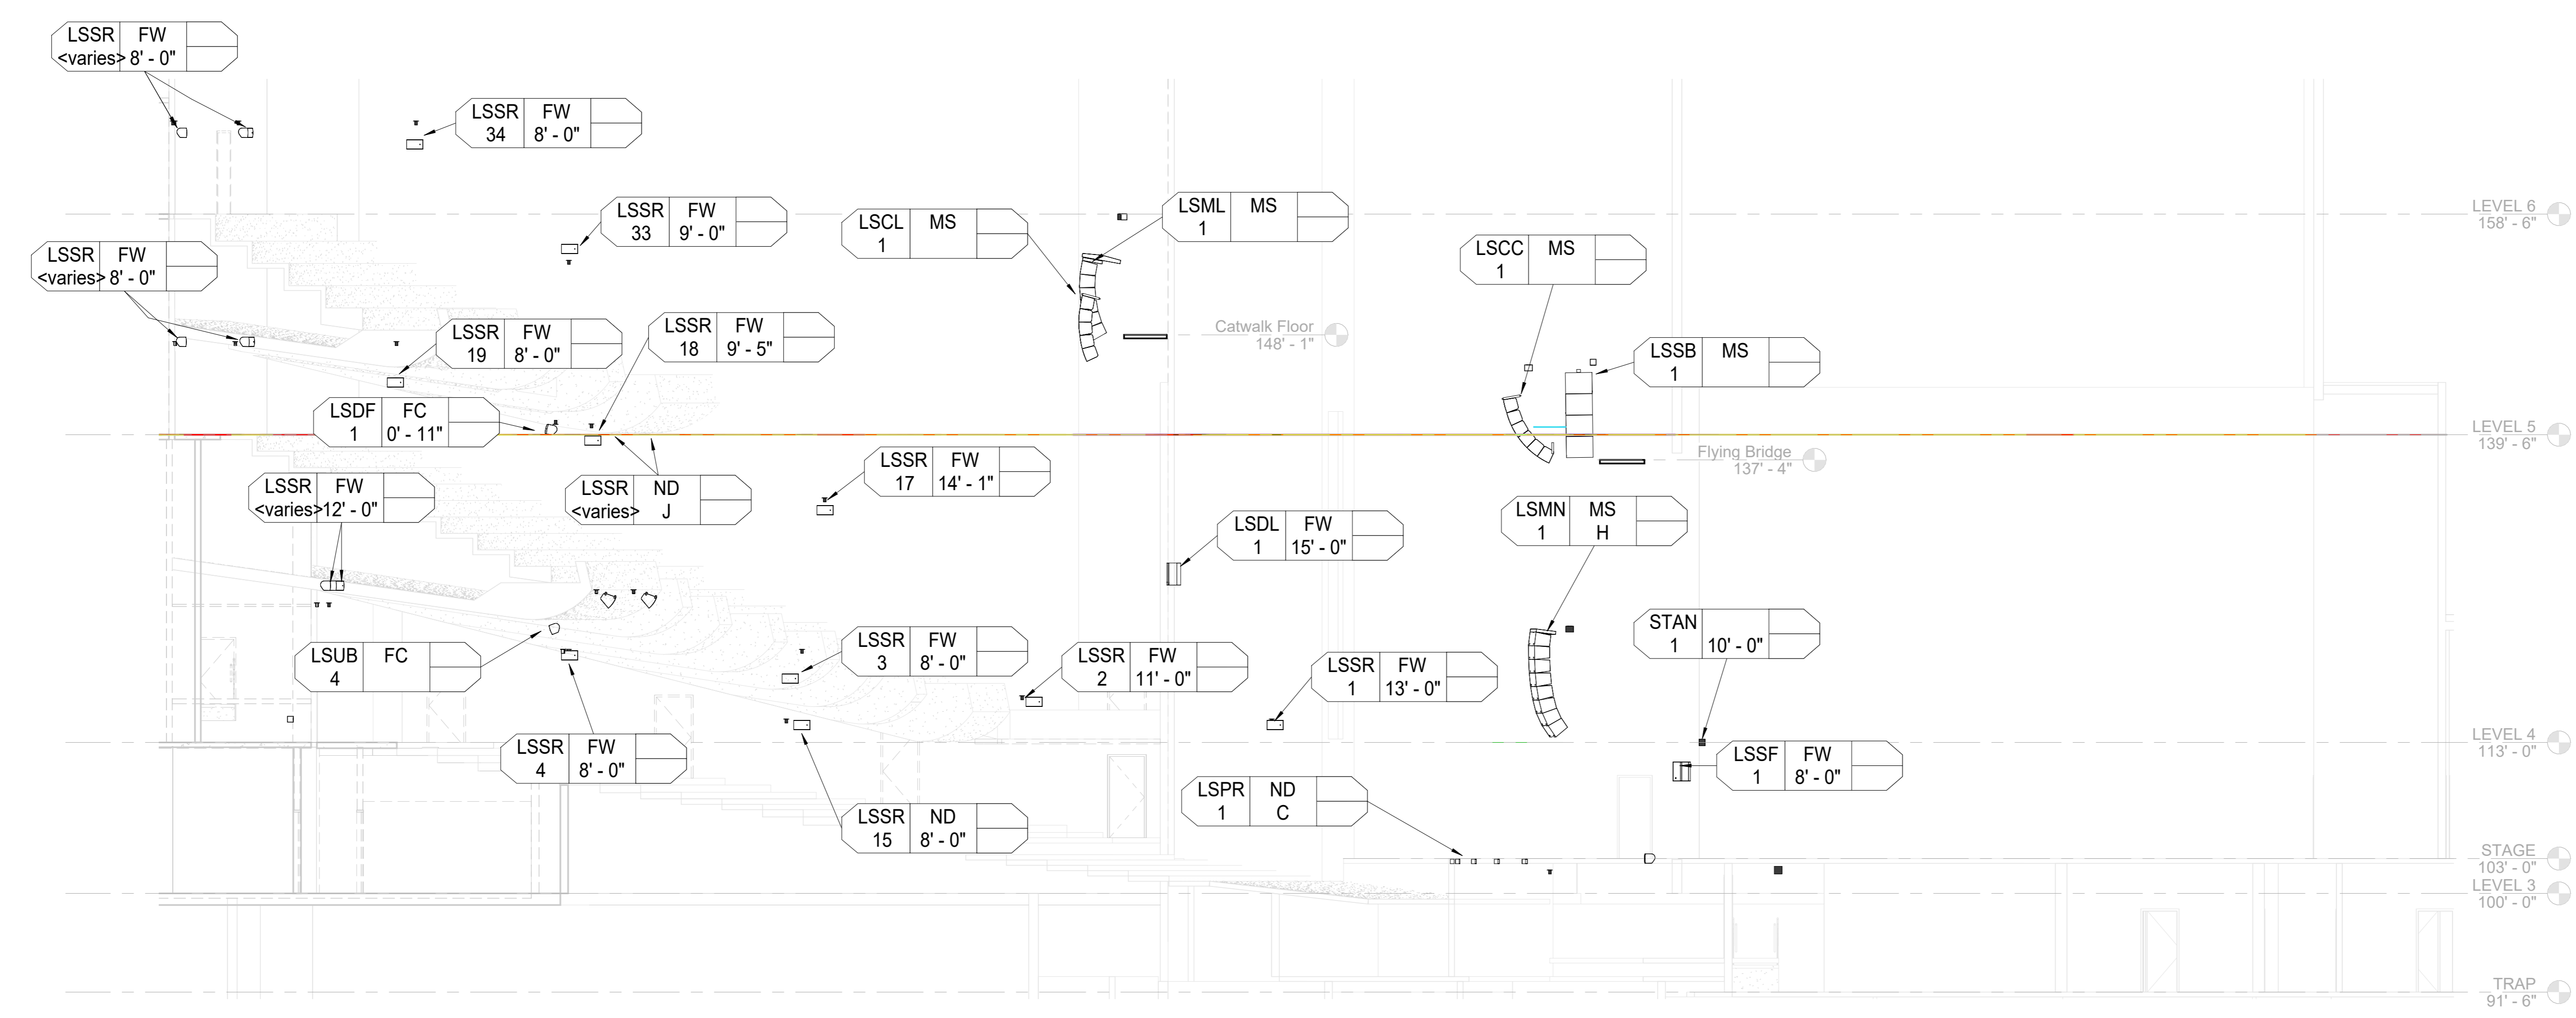 LSSR FW
<varies> 8' - 0"
LSSR FW
34 8' - 0"
LSSR FW
33 9' - 0"
LSCL MS
1
LSML MS
1
LEVEL 6
158' - 6"
LSSR FW
<varies> 8' - 0"
LSCC MS
1
LSSR FW
19 8' - 0"
LSSR FW
18 9' - 5"
Catwalk Floor
148' - 1"
LSSB MS
1
LSDF FC
1 0' - 11"
LEVEL 5
139' - 6"
Flying Bridge
137' - 4"
LSSR FW
<varies> 12' - 0"
LSSR ND
<varies> J
LSSR FW
17 14' - 1"
LSDL FW
1 15' - 0"
LSMN MS
1 H
LSUB FC
4
LSSR FW
3 8' - 0"
LSSR FW
2 11' - 0"
LSSR FW
1 13' - 0"
STAN
1 10' - 0"
LSSR FW
4 8' - 0"
LEVEL 4
113' - 0"
LSSF FW
1 8' - 0"
LSPR ND
1 C
LSSR ND
15 8' - 0"
STAGE
103' - 0"
LEVEL 3
100' - 0"
TRAP
91' - 6"